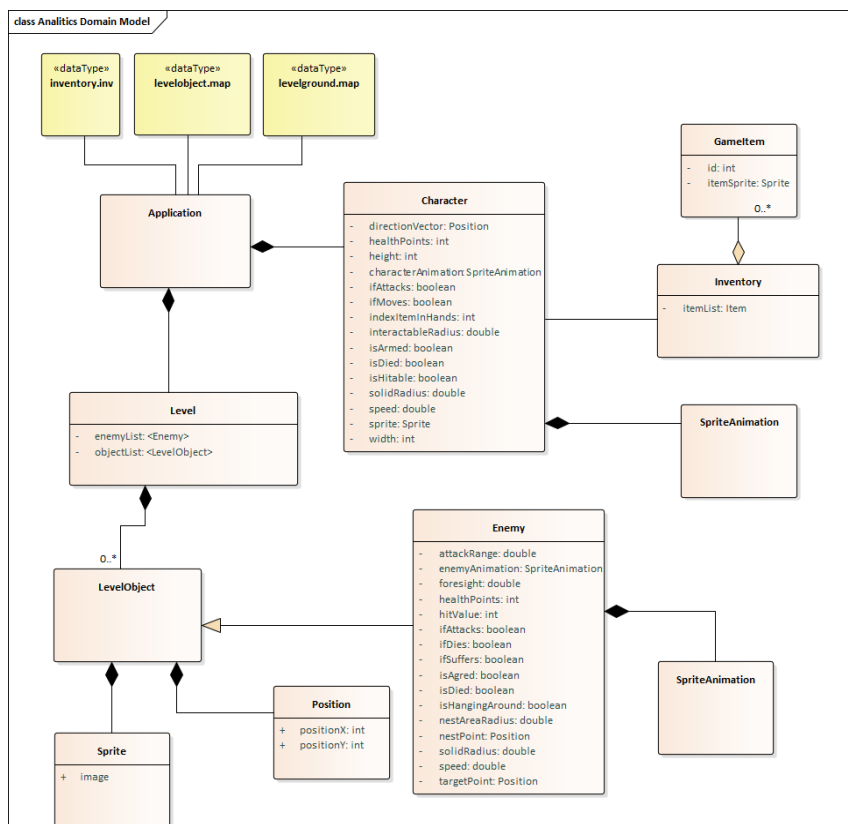 class Analitics Domain Model
«dataType»
inventory.inv
«dataType»
levelobject.map
«dataType»
levelground.map
GameItem
- id: int
- itemSprite: Sprite
0..*
Application
Character
- directionVector: Position
- healthPoints: int
- height: int
- characterAnimation: SpriteAnimation
- ifAttacks: boolean
- ifMoves: boolean
- indexItemInHands: int
- interactableRadius: double
- isArmed: boolean
- isDied: boolean
- isHitable: boolean
- solidRadius: double
- speed: double
- sprite: Sprite
- width: int
Inventory
- itemList: Item
Level
- enemyList: <Enemy>
- objectList: <LevelObject>
SpriteAnimation
0..*
LevelObject
Enemy
- attackRange: double
- enemyAnimation: SpriteAnimation
- foresight: double
- healthPoints: int
- hitValue: int
- ifAttacks: boolean
- ifDies: boolean
- ifSuffers: boolean
- isAgred: boolean
- isDied: boolean
- isHangingAround: boolean
- nestAreaRadius: double
- nestPoint: Position
- solidRadius: double
- speed: double
- targetPoint: Position
SpriteAnimation
Position
+ positionX: int
+ positionY: int
Sprite
+ image